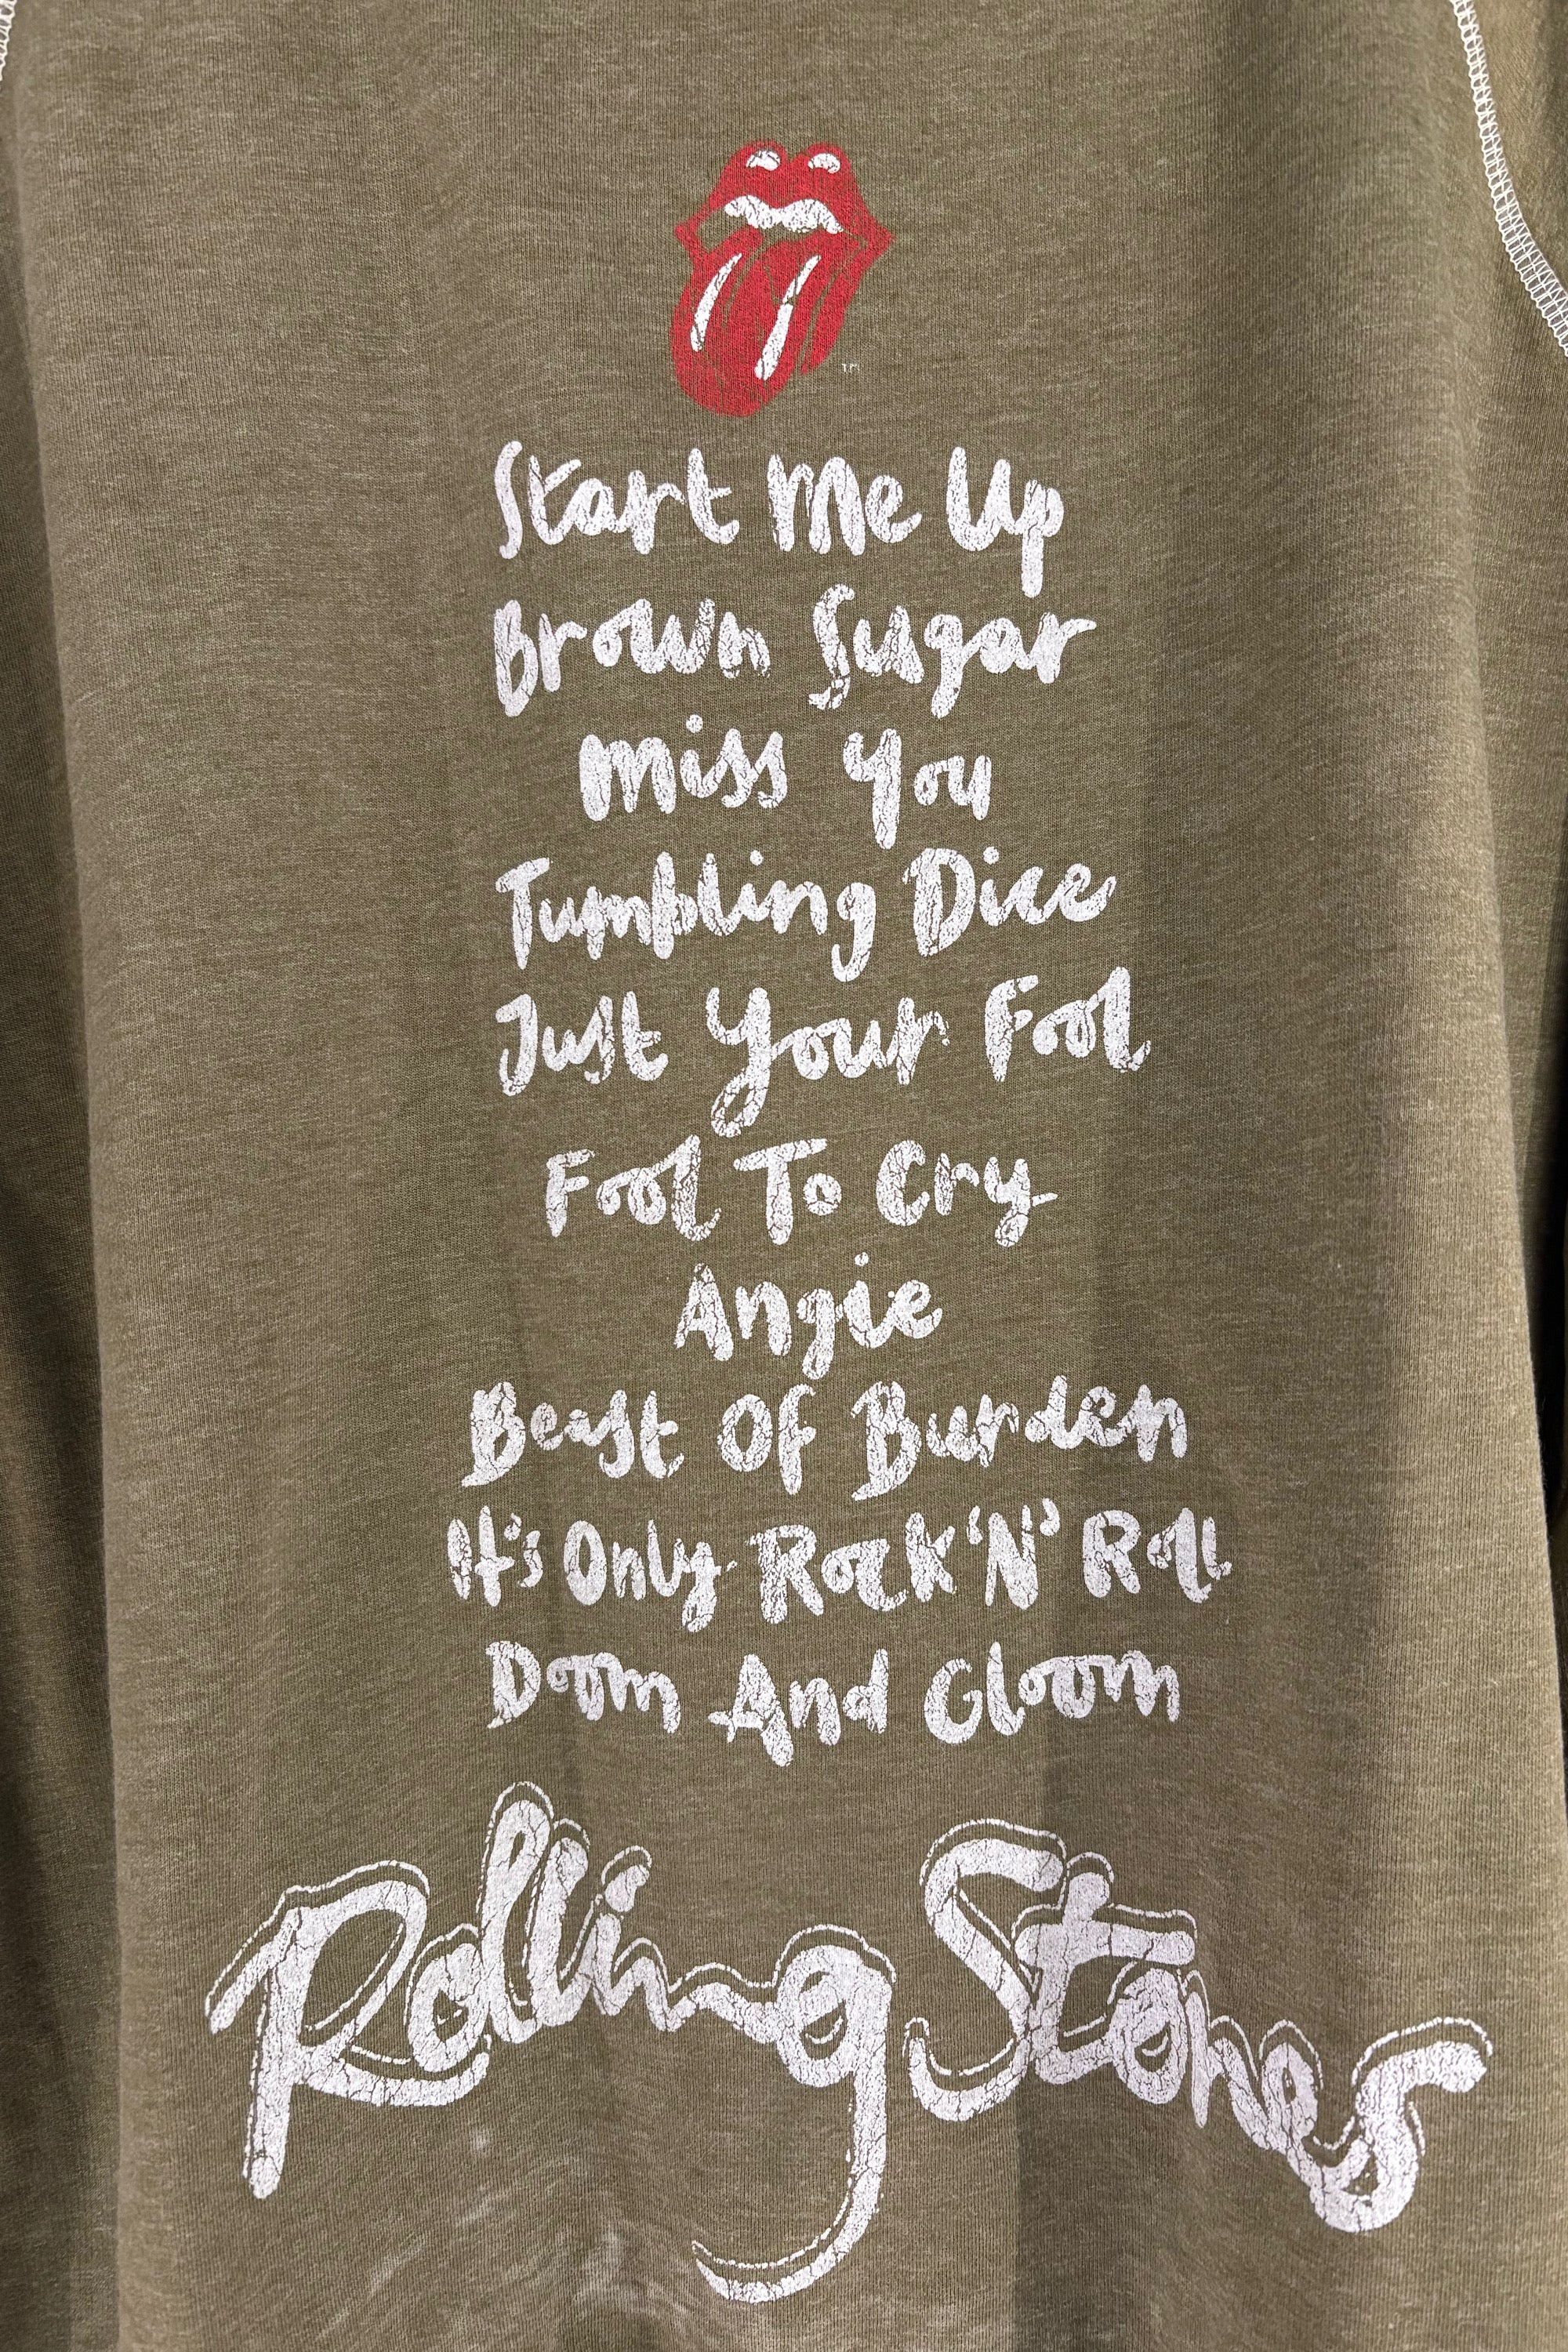 TM
Start Me Up
Brown Sugar
Miss You
Tumbling Dice
Just Your Fool
Fool To Cry
Angie
Beast Of Burden
It's Only Rock 'N' Roll
Doom And Gloom
Rolling Stones